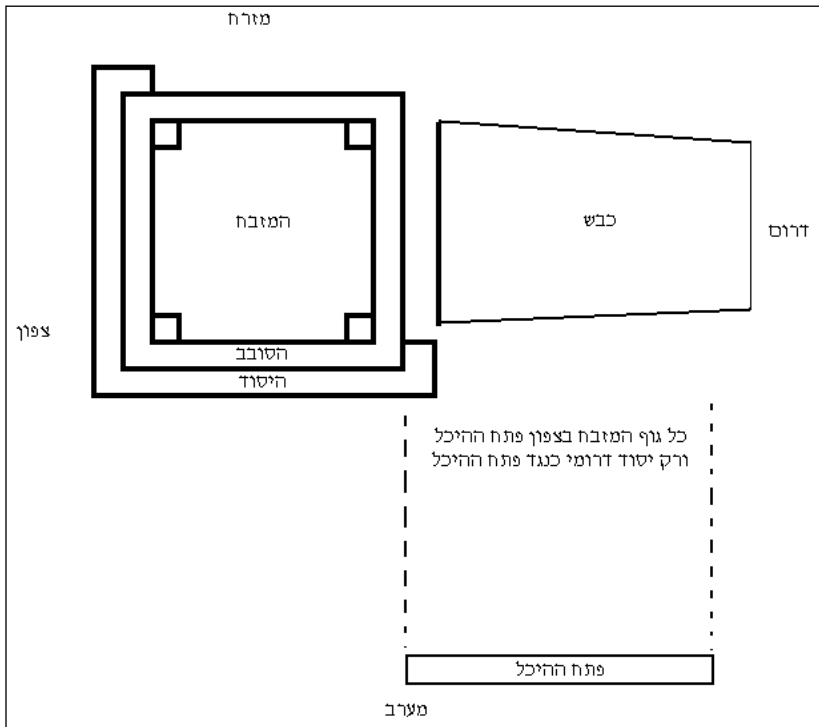 מזרח
המזבח
כבש
דרום
צפון
הסובב
היסוד
כל גוף המזבח בצפון פתח ההיכל
ורק יסוד דרומי כנגד פתח ההיכל
פתח ההיכל
מערב